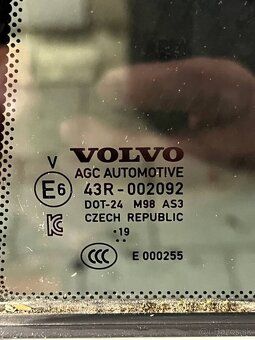 VOLVO
V
AGC AUTOMOTIVE
E6
43R-002092
DOT-24 M98 AS3
CZECH REPUBLIC
·19
CCC
E 000255